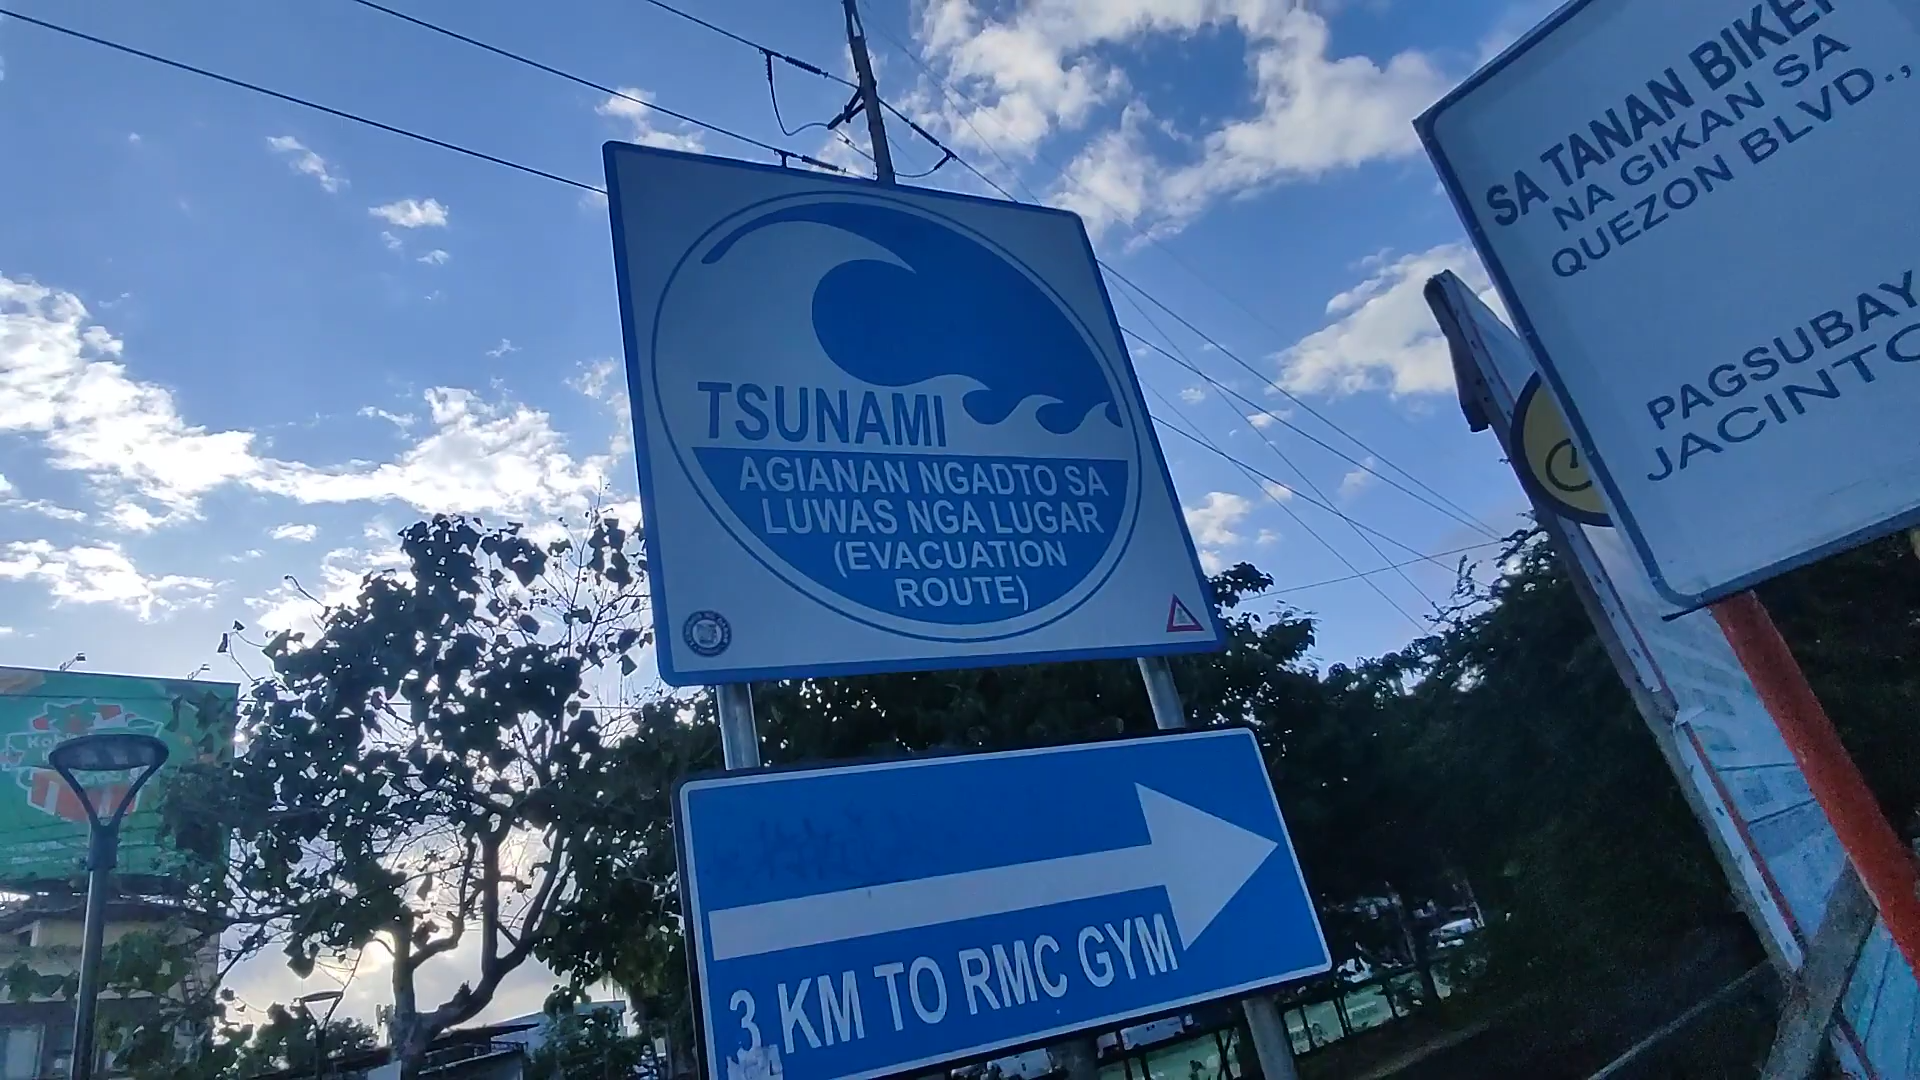 TSUNAMI
AGIANAN NGADTO SA
LUWAS NGA LUGAR
(EVACUATION
ROUTE)
3 KM TO RMC GYM
SA TANAN
NA GIKAN SA
QUEZON BLVD.,
PAGSUBAY
JACINTO